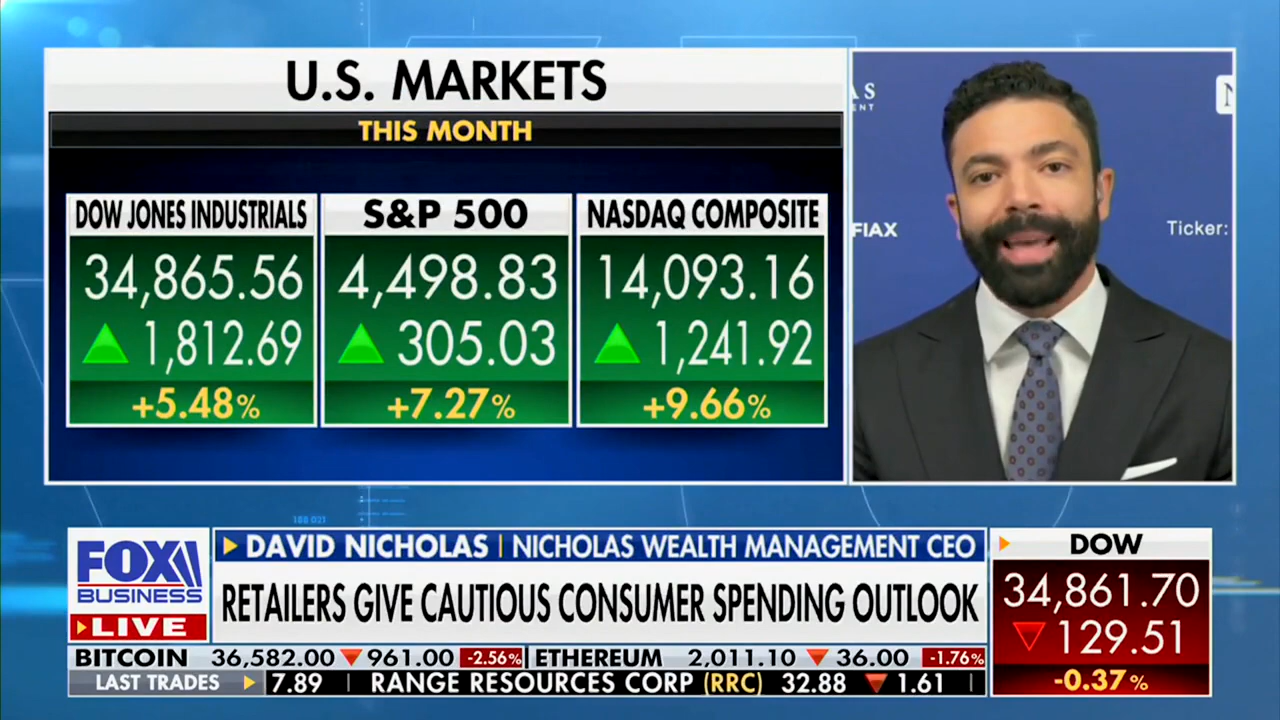 U.S. MARKETS
THIS MONTH
DOW JONES INDUSTRIALS
34,865.56
1,812.69
+5.48%
S&P 500
4,498.83
305.03
+7.27%
NASDAQ COMPOSITE
14,093.16
1,241.92
+9.66%
AS
ENT
N
FIAX
Ticker:
188 021
FOX
BUSINESS
LIVE
DAVID NICHOLAS | NICHOLAS WEALTH MANAGEMENT CEO
RETAILERS GIVE CAUTIOUS CONSUMER SPENDING OUTLOOK
DOW
34,861.70
129.51
-0.37%
BITCOIN 36,582.00 ▼ 961.00 -2.56% ETHEREUM 2,011.10 ▼ 36.00 -1.76%
LAST TRADES 7.89 | RANGE RESOURCES CORP (RRC) 32.88 ▼ 1.61 |